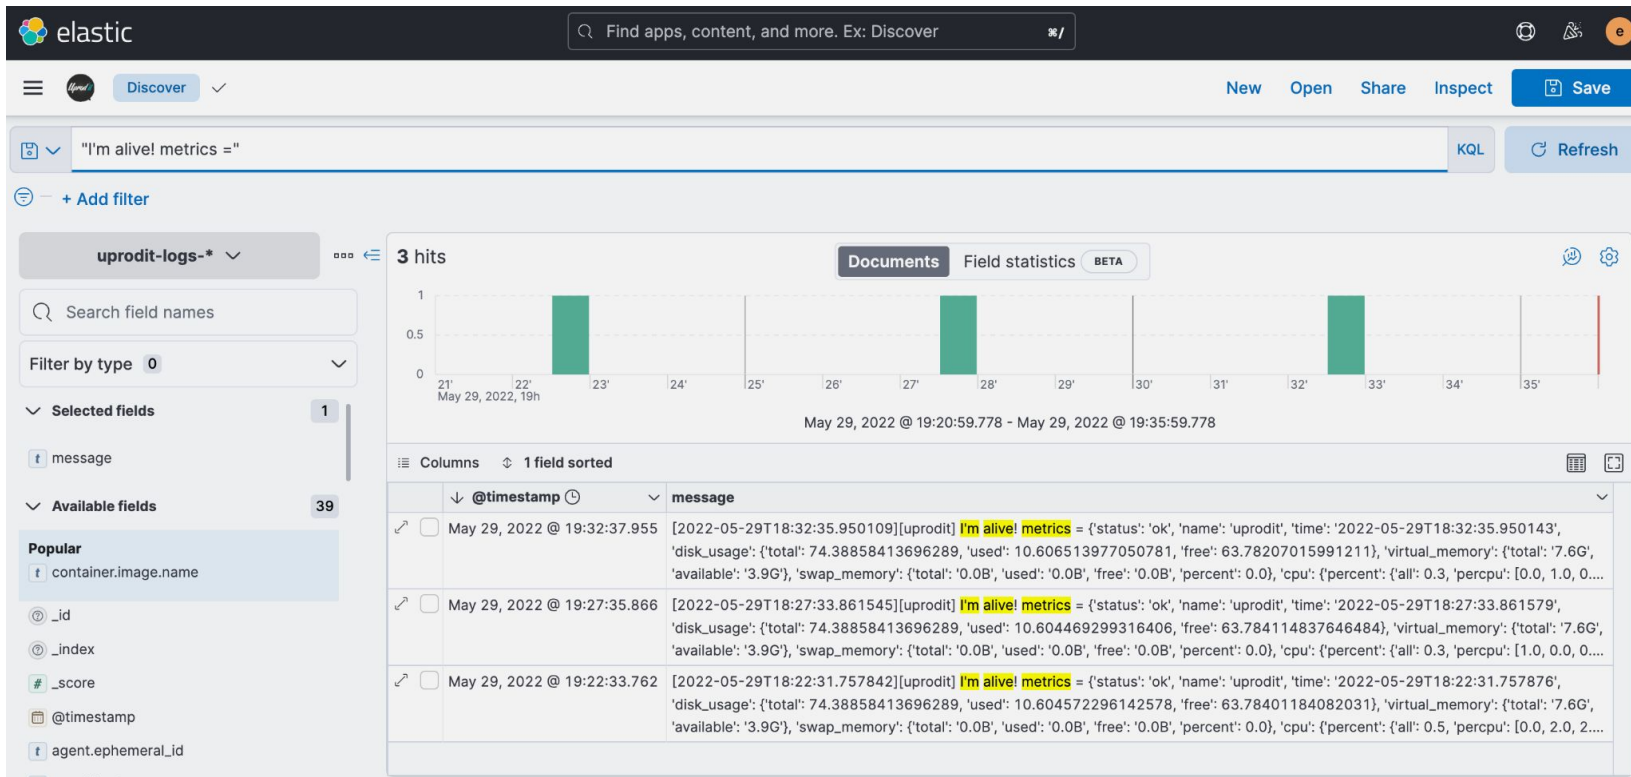 elastic
Find apps, content, and more. Ex: Discover
⌘/
e
Uprod'it
Discover
New
Open
Share
Inspect
Save
"I'm alive! metrics ="
KQL
Refresh
+ Add filter
uprodit-logs-*
3 hits
Documents
Field statistics
BETA
Search field names
Filter by type 0
Selected fields 1
t message
Available fields 39
Popular
t container.image.name
_id
_index
# _score
@timestamp
t agent.ephemeral_id
1
0.5
0
21' 22' 23' 24' 25' 26' 27' 28' 29' 30' 31' 32' 33' 34' 35'
May 29, 2022, 19h
May 29, 2022 @ 19:20:59.778 - May 29, 2022 @ 19:35:59.778
Columns
1 field sorted
@timestamp message
May 29, 2022 @ 19:32:37.955 [2022-05-29T18:32:35.950109][uprodit] I'm alive! metrics = {'status': 'ok', 'name': 'uprodit', 'time': '2022-05-29T18:32:35.950143',
'disk_usage': {'total': 74.38858413696289, 'used': 10.606513977050781, 'free': 63.78207015991211}, 'virtual_memory': {'total': '7.6G',
'available': '3.9G'}, 'swap_memory': {'total': '0.0B', 'used': '0.0B', 'free': '0.0B', 'percent': 0.0}, 'cpu': {'percent': {'all': 0.3, 'percpu': [0.0, 1.0, 0....
May 29, 2022 @ 19:27:35.866 [2022-05-29T18:27:33.861545][uprodit] I'm alive! metrics = {'status': 'ok', 'name': 'uprodit', 'time': '2022-05-29T18:27:33.861579',
'disk_usage': {'total': 74.38858413696289, 'used': 10.604469299316406, 'free': 63.784114837646484}, 'virtual_memory': {'total': '7.6G',
'available': '3.9G'}, 'swap_memory': {'total': '0.0B', 'used': '0.0B', 'free': '0.0B', 'percent': 0.0}, 'cpu': {'percent': {'all': 0.3, 'percpu': [1.0, 0.0, 0....
May 29, 2022 @ 19:22:33.762 [2022-05-29T18:22:31.757842][uprodit] I'm alive! metrics = {'status': 'ok', 'name': 'uprodit', 'time': '2022-05-29T18:22:31.757876',
'disk_usage': {'total': 74.38858413696289, 'used': 10.604572296142578, 'free': 63.78401184082031}, 'virtual_memory': {'total': '7.6G',
'available': '3.9G'}, 'swap_memory': {'total': '0.0B', 'used': '0.0B', 'free': '0.0B', 'percent': 0.0}, 'cpu': {'percent': {'all': 0.5, 'percpu': [0.0, 2.0, 2....